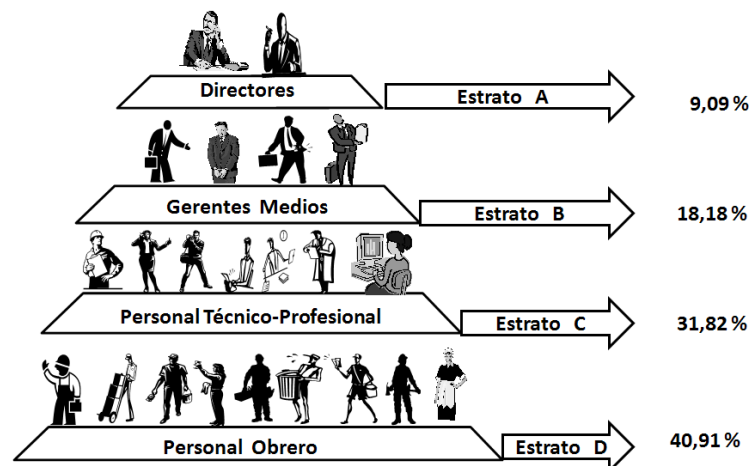 Directores
Estrato A
9,09 %
Gerentes Medios
Estrato B
18,18 %
Personal Técnico-Profesional
Estrato C
31,82 %
Personal Obrero
Estrato D
40,91 %